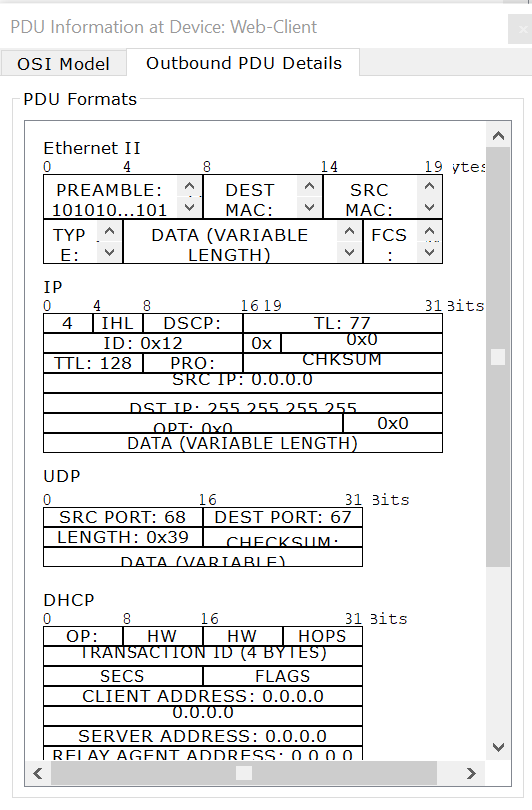 PDU Information at Device: Web-Client
OSI Model Outbound PDU Details
PDU Formats
Ethernet II
0 4 8 14 19 ytes
PREAMBLE: 101010...101 DEST MAC: SRC MAC:
TYPE: DATA (VARIABLE LENGTH) FCS:
IP
0 4 8 16 19 31 Bits
4 IHL DSCP: TL: 77
ID: 0x12 0x 0x0
TTL: 128 PRO: CHKSUM
SRC IP: 0.0.0.0
DST IP: 255.255.255.255
OPT: 0x0 0x0
DATA (VARIABLE LENGTH)
UDP
0 16 31 Bits
SRC PORT: 68 DEST PORT: 67
LENGTH: 0x39 CHECKSUM:
DATA (VARIABLE)
DHCP
0 8 16 31 Bits
OP: HW HW HOPS
TRANSACTION ID (4 BYTES)
SECS FLAGS
CLIENT ADDRESS: 0.0.0.0
0.0.0.0
SERVER ADDRESS: 0.0.0.0
RELAY AGENT ADDRESS: 0.0.0.0